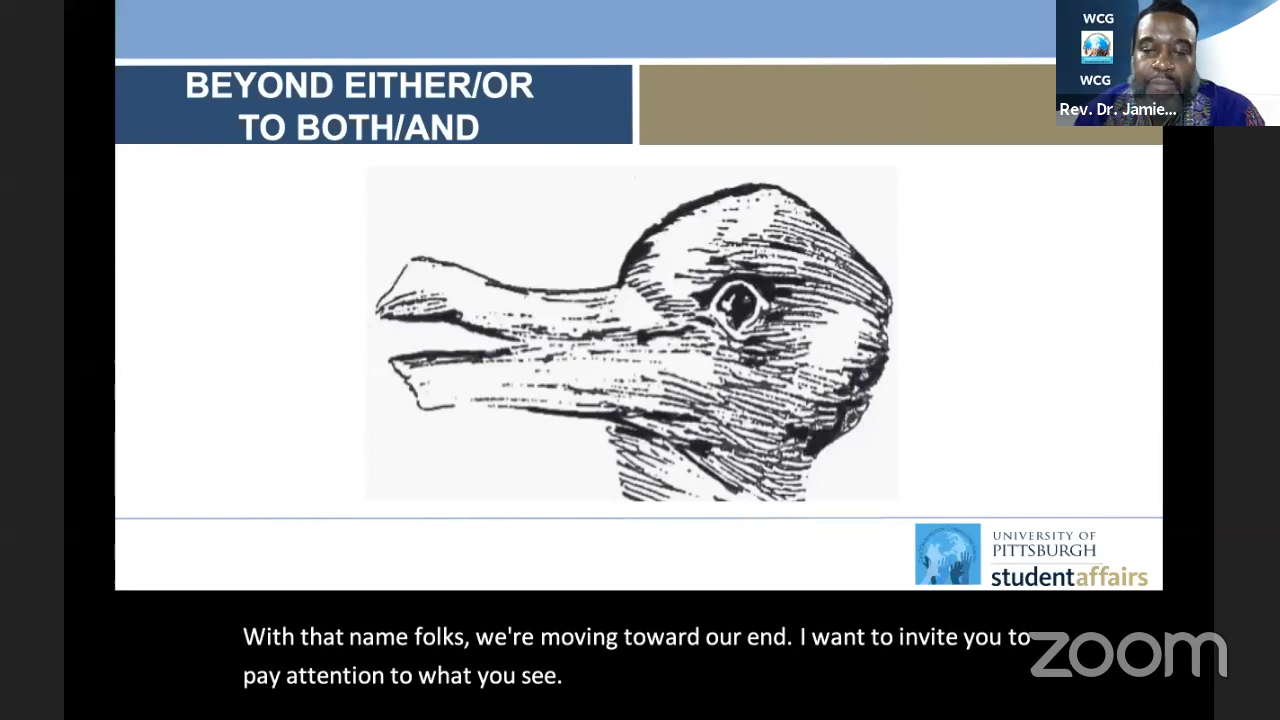 BEYOND EITHER/OR
TO BOTH/AND
WCG
WCG
Rev. Dr. Jamie...
UNIVERSITY OF
PITTSBURGH
studentaffairs
With that name folks, we're moving toward our end. I want to invite you to
pay attention to what you see.
zoom